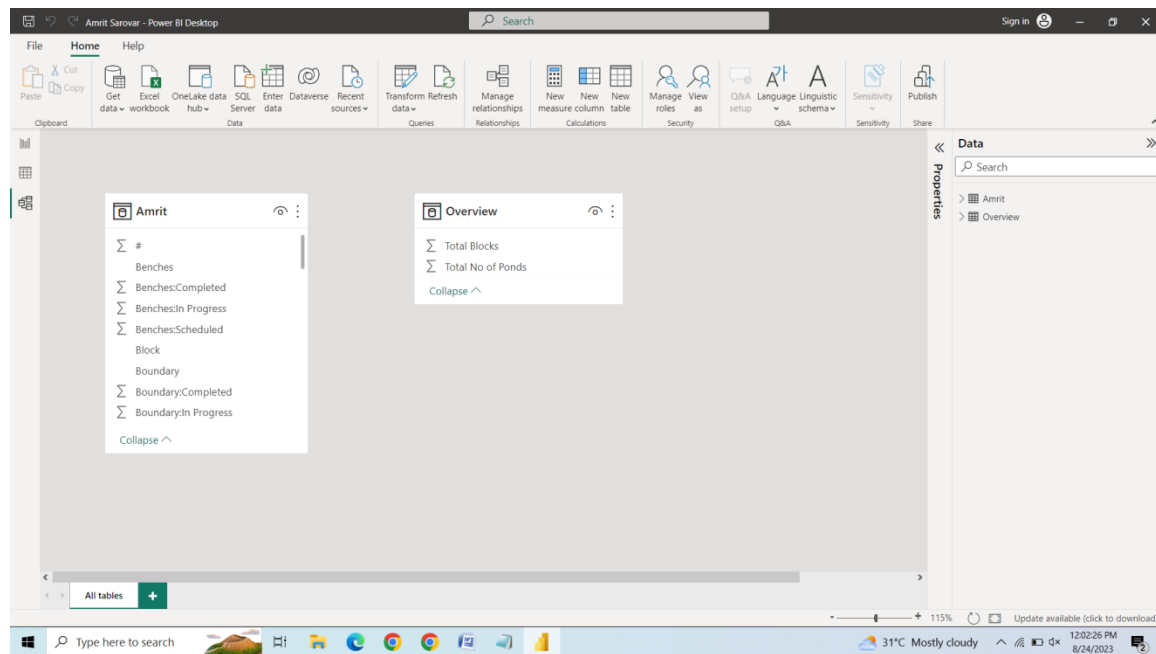 Amrit Sarovar - Power BI Desktop
Search
Sign in
File Home Help
Paste
Cut
Copy
Get data
Excel workbook
OneLake data hub
SQL Server
Enter data
Dataverse
Recent sources
Transform data
Refresh
Manage relationships
New measure
New column
New table
Manage roles
View as
Q&A setup
Language
Linguistic schema
Sensitivity
Publish
Clipboard
Data
Queries
Relationships
Calculations
Security
Q&A
Sensitivity
Share
Amrit
#
Benches
Benches:Completed
Benches:In Progress
Benches:Scheduled
Block
Boundary
Boundary:Completed
Boundary:In Progress
Collapse
Overview
Total Blocks
Total No of Ponds
Collapse
Properties
Data
Search
Amrit
Overview
All tables
115%
Update available (click to download
Type here to search
31°C Mostly cloudy
12:02:26 PM
8/24/2023
2